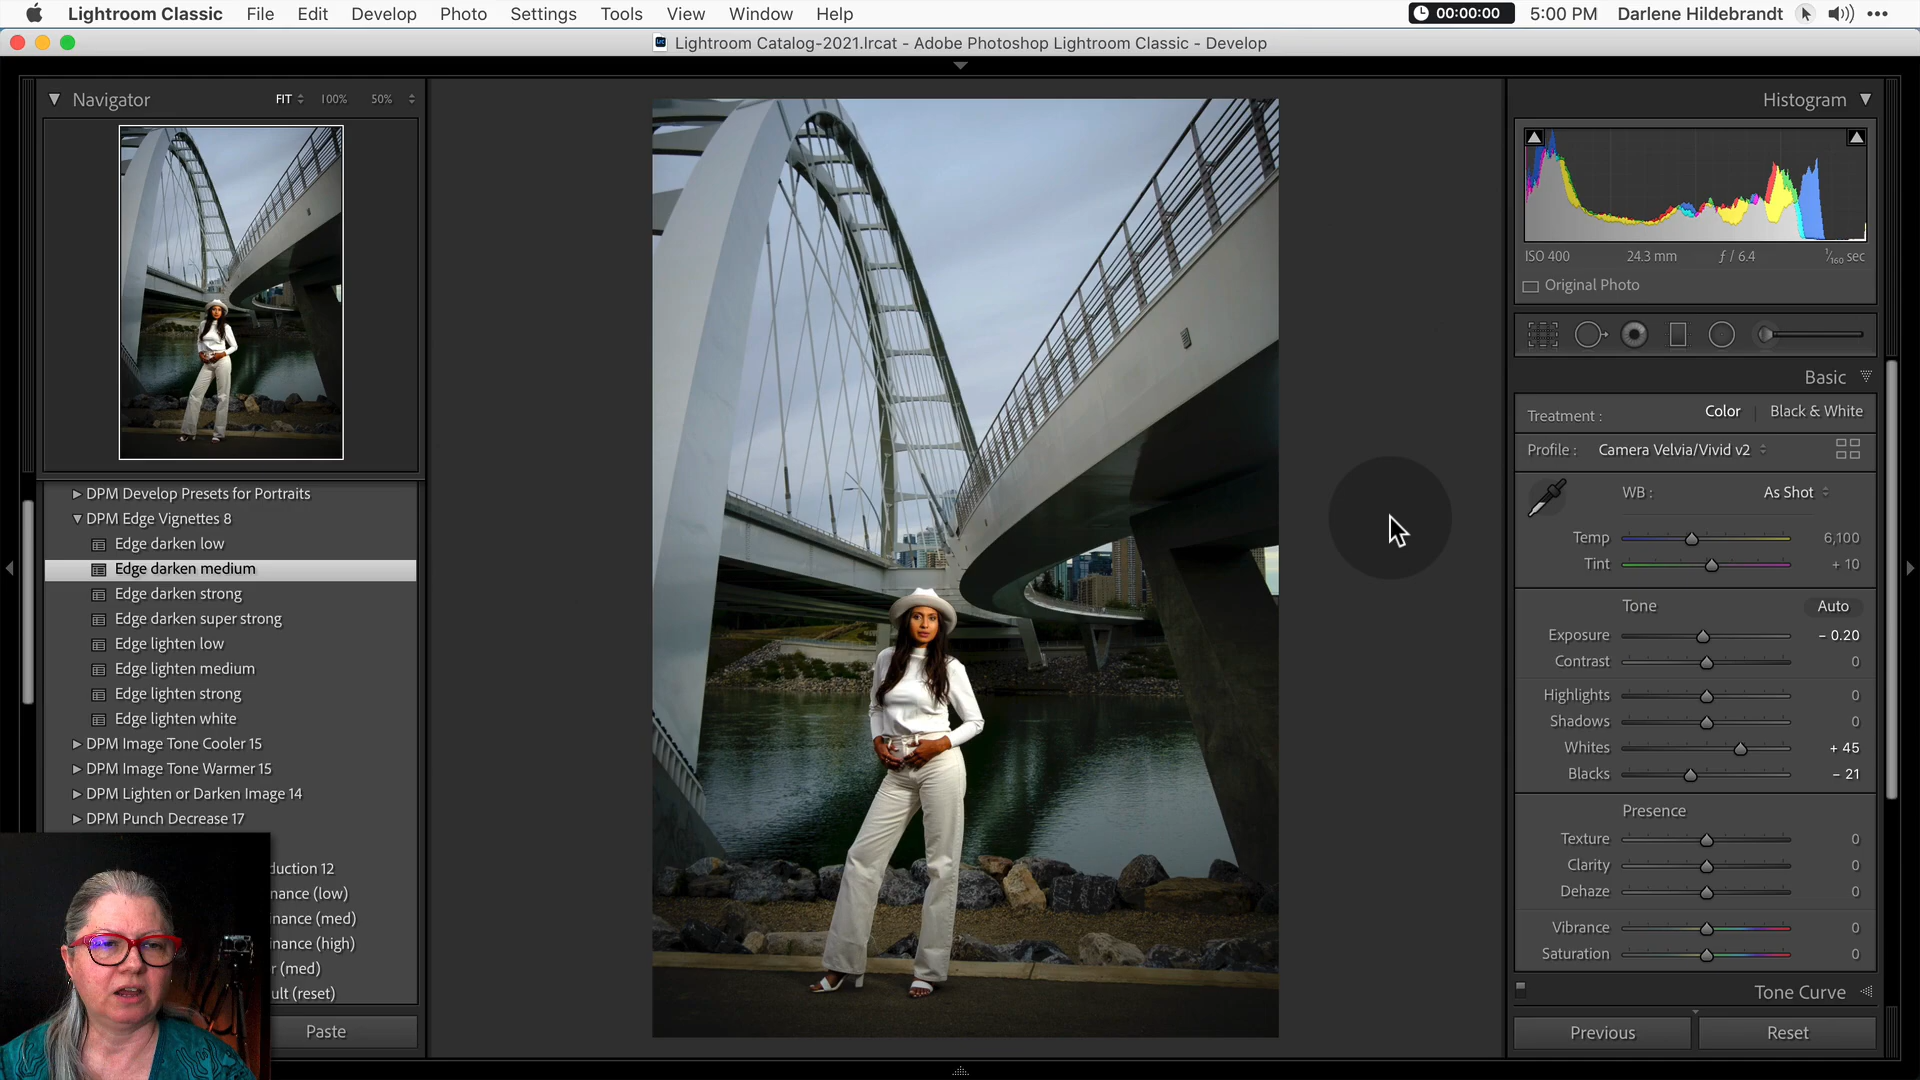 Lightroom Classic File Edit Develop Photo Settings Tools View Window Help 00:00:00 5:00 PM Darlene Hildebrandt
Lightroom Catalog-2021.lrcat - Adobe Photoshop Lightroom Classic - Develop
Navigator FIT 100% 50%
DPM Develop Presets for Portraits
DPM Edge Vignettes 8
Edge darken low
Edge darken medium
Edge darken strong
Edge darken super strong
Edge lighten low
Edge lighten medium
Edge lighten strong
Edge lighten white
DPM Image Tone Cooler 15
DPM Image Tone Warmer 15
DPM Lighten or Darken Image 14
DPM Punch Decrease 17
duction 12
nance (low)
inance (med)
inance (high)
r (med)
ult (reset)
Paste
Histogram
ISO 400 24.3 mm ƒ / 6.4 1/160 sec
Original Photo
Basic
Treatment : Color Black & White
Profile : Camera Velvia/Vivid v2
WB : As Shot
Temp 6,100
Tint + 10
Tone Auto
Exposure - 0.20
Contrast 0
Highlights 0
Shadows 0
Whites + 45
Blacks - 21
Presence
Texture 0
Clarity 0
Dehaze 0
Vibrance 0
Saturation 0
Tone Curve
Previous Reset